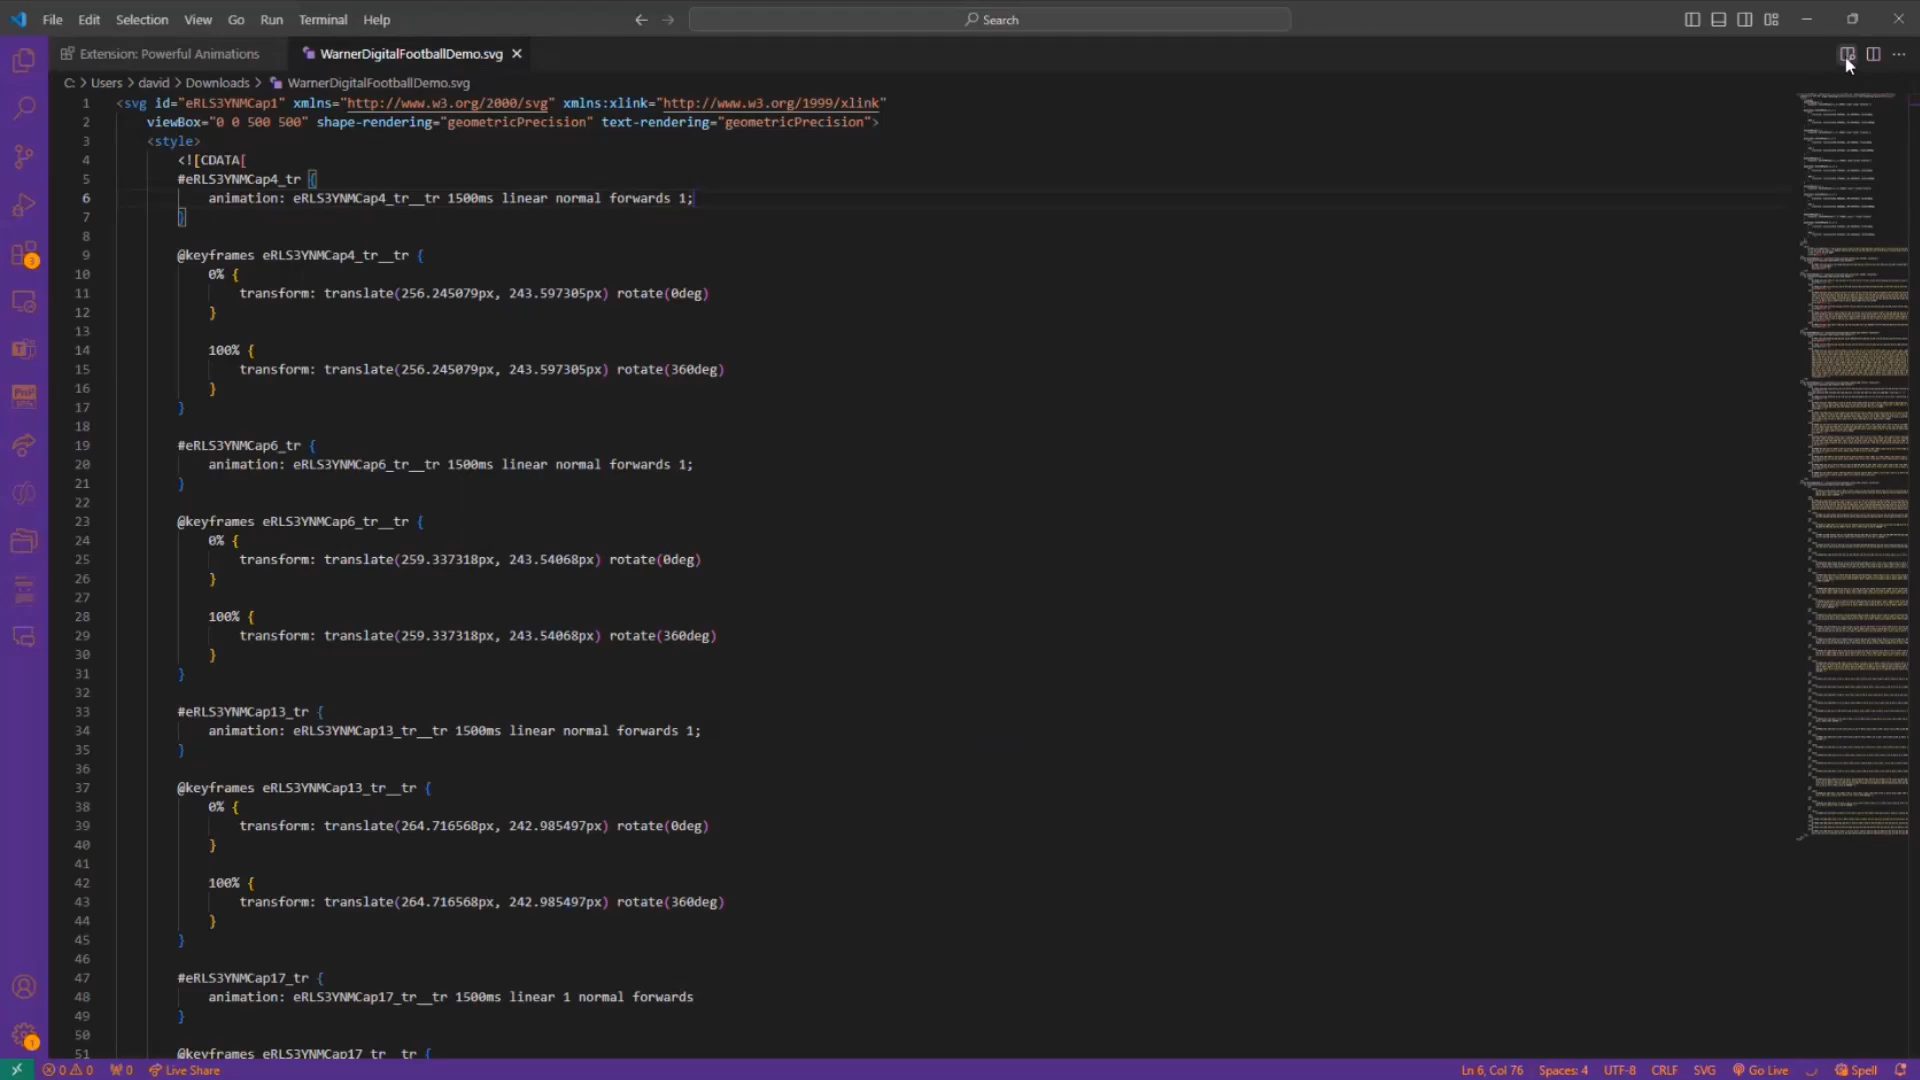 File Edit Selection View Go Run Terminal Help
Search
Extension: Powerful Animations
WarnerDigitalFootballDemo.svg
C: > Users > david > Downloads > WarnerDigitalFootballDemo.svg
1 <svg id="eRLS3YNMCap1" xmlns="http://www.w3.org/2000/svg" xmlns:xlink="http://www.w3.org/1999/xlink"
2 viewBox="0 0 500 500" shape-rendering="geometricPrecision" text-rendering="geometricPrecision">
3 <style>
4 <![CDATA[
5 #eRLS3YNMCap4_tr {
6 animation: eRLS3YNMCap4_tr__tr 1500ms linear normal forwards 1;
7 }
8
9 @keyframes eRLS3YNMCap4_tr__tr {
10 0% {
11 transform: translate(256.245079px, 243.597305px) rotate(0deg)
12 }
13
14 100% {
15 transform: translate(256.245079px, 243.597305px) rotate(360deg)
16 }
17 }
18
19 #eRLS3YNMCap6_tr {
20 animation: eRLS3YNMCap6_tr__tr 1500ms linear normal forwards 1;
21 }
22
23 @keyframes eRLS3YNMCap6_tr__tr {
24 0% {
25 transform: translate(259.337318px, 243.54068px) rotate(0deg)
26 }
27
28 100% {
29 transform: translate(259.337318px, 243.54068px) rotate(360deg)
30 }
31 }
32
33 #eRLS3YNMCap13_tr {
34 animation: eRLS3YNMCap13_tr__tr 1500ms linear normal forwards 1;
35 }
36
37 @keyframes eRLS3YNMCap13_tr__tr {
38 0% {
39 transform: translate(264.716568px, 242.985497px) rotate(0deg)
40 }
41
42 100% {
43 transform: translate(264.716568px, 242.985497px) rotate(360deg)
44 }
45 }
46
47 #eRLS3YNMCap17_tr {
48 animation: eRLS3YNMCap17_tr__tr 1500ms linear 1 normal forwards
49 }
50
51 @keyframes eRLS3YNMCap17_tr__tr {
3
1
0 0 0 Live Share
Ln 6, Col 76 Spaces: 4 UTF-8 CRLF SVG Go Live Spell